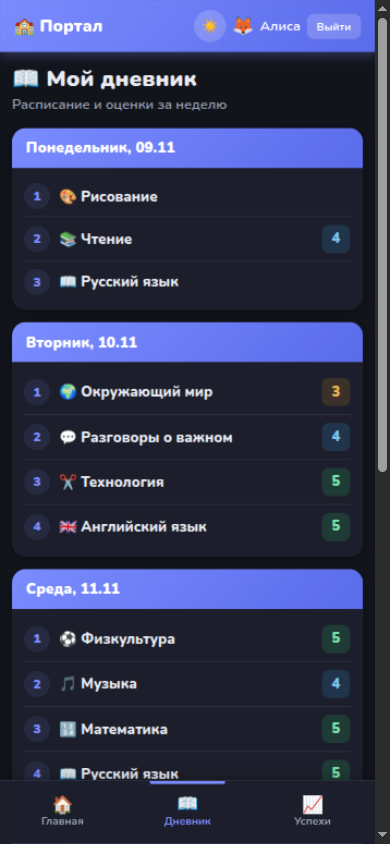 Портал
Алиса
Выйти
Мой дневник
Расписание и оценки за неделю
Понедельник, 09.11
1 Рисование
2 Чтение 4
3 Русский язык
Вторник, 10.11
1 Окружающий мир 3
2 Разговоры о важном 4
3 Технология 5
4 Английский язык 5
Среда, 11.11
1 Физкультура 5
2 Музыка 4
3 Математика 5
4 Русский язык 5
Главная
Дневник
Успехи